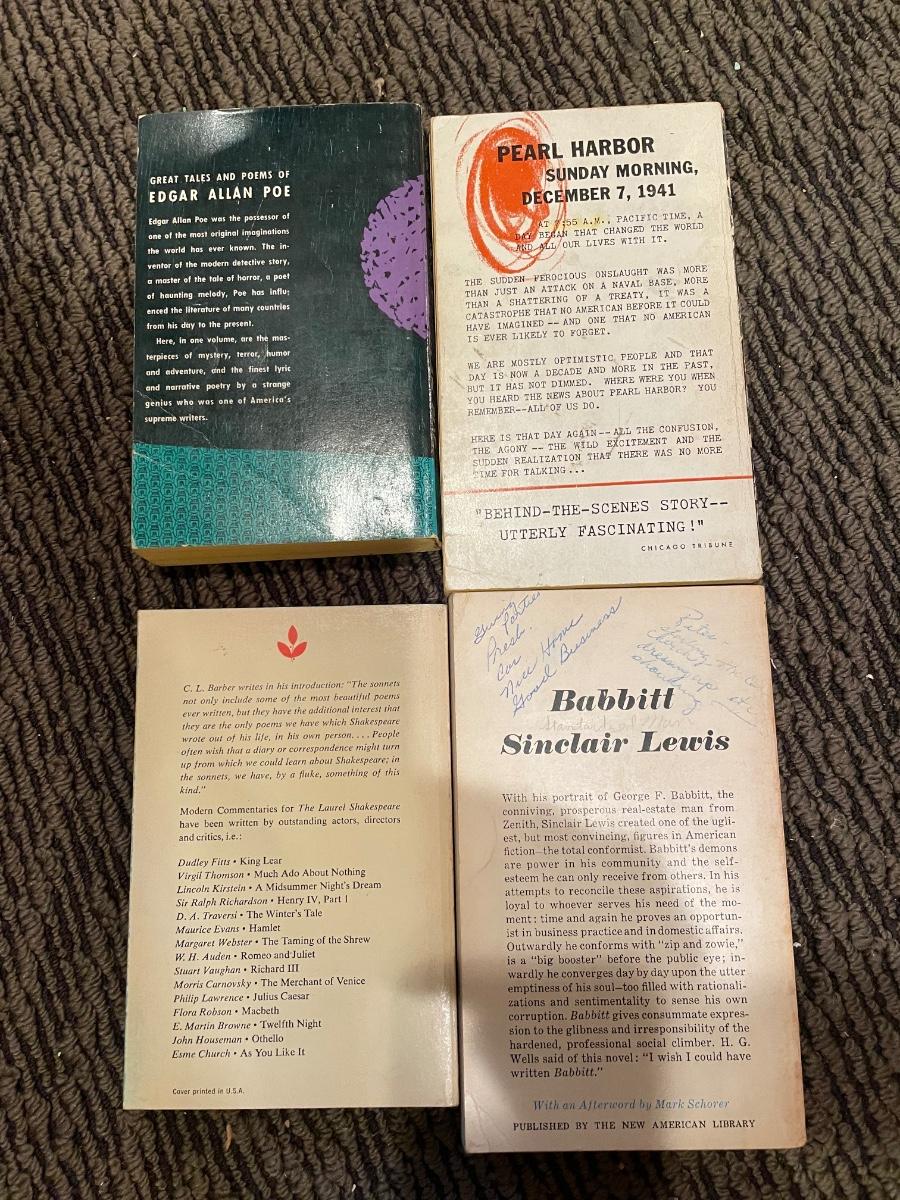 GREAT TALES AND POEMS OF
EDGAR ALLAN POE
Edgar Allan Poe was the possessor of
one of the most original imaginations
the world has ever known. The in-
ventor of the modern detective story,
a master of the tale of horror, a poet
of haunting melody, Poe has influ-
enced the literature of many countries
from his day to the present.
Here, in one volume, are the mas-
terpieces of mystery, terror, humor
and adventure, and the finest lyric
and narrative poetry by a strange
genius who was one of America's
supreme writers.
PEARL HARBOR
SUNDAY MORNING,
DECEMBER 7, 1941
AT 7:55 A.M., PACIFIC TIME, A
DAY BEGAN THAT CHANGED THE WORLD
AND ALL OUR LIVES WITH IT.
THE SUDDEN FEROCIOUS ONSLAUGHT WAS MORE
THAN JUST AN ATTACK ON A NAVAL BASE, MORE
THAN A SHATTERING OF A TREATY. IT WAS A
CATASTROPHE THAT NO AMERICAN BEFORE IT COULD
HAVE IMAGINED -- AND ONE THAT NO AMERICAN
IS EVER LIKELY TO FORGET.
WE ARE MOSTLY OPTIMISTIC PEOPLE AND THAT
DAY IS NOW A DECADE AND MORE IN THE PAST,
BUT IT HAS NOT DIMMED. WHERE WERE YOU WHEN
YOU HEARD THE NEWS ABOUT PEARL HARBOR? YOU
REMEMBER--ALL OF US DO.
HERE IS THAT DAY AGAIN--ALL THE CONFUSION,
THE AGONY -- THE WILD EXCITEMENT AND THE
SUDDEN REALIZATION THAT THERE WAS NO MORE
TIME FOR TALKING...
"BEHIND-THE-SCENES STORY--
UTTERLY FASCINATING!"
CHICAGO TRIBUNE
C. L. Barber writes in his introduction: "The sonnets
not only include some of the most beautiful poems
ever written, but they have the additional interest that
they are the only poems we have which Shakespeare
wrote out of his life, in his own person. . . . People
often wish that a diary or correspondence might turn
up from which we could learn about Shakespeare; in
the sonnets, we have, by a fluke, something of this
kind."
Modern Commentaries for The Laurel Shakespeare
have been written by outstanding actors, directors
and critics, i.e.:
Dudley Fitts • King Lear
Virgil Thomson • Much Ado About Nothing
Lincoln Kirstein • A Midsummer Night's Dream
Sir Ralph Richardson • Henry IV, Part I
D. A. Traversi • The Winter's Tale
Maurice Evans • Hamlet
Margaret Webster • The Taming of the Shrew
W. H. Auden • Romeo and Juliet
Stuart Vaughan • Richard III
Morris Carnovsky • The Merchant of Venice
Philip Lawrence • Julius Caesar
Flora Robson • Macbeth
E. Martin Browne • Twelfth Night
John Houseman • Othello
Esme Church • As You Like It
Cover printed in U.S.A.
Giving
Parties
Presb.
Car
Nice Home
Good Business
dressing up
Babbitt
Sinclair Lewis
With his portrait of George F. Babbitt, the
conniving, prosperous real-estate man from
Zenith, Sinclair Lewis created one of the ugli-
est, but most convincing, figures in American
fiction—the total conformist. Babbitt's demons
are power in his community and the self-
esteem he can only receive from others. In his
attempts to reconcile these aspirations, he is
loyal to whoever serves his need of the mo-
ment: time and again he proves an opportun-
ist in business practice and in domestic affairs.
Outwardly he conforms with "zip and zowie,"
is a "big booster" before the public eye; in-
wardly he converges day by day upon the utter
emptiness of his soul—too filled with rationali-
zations and sentimentality to sense his own
corruption. Babbitt gives consummate expres-
sion to the glibness and irresponsibility of the
hardened, professional social climber. H. G.
Wells said of this novel: "I wish I could have
written Babbitt."
With an Afterword by Mark Schorer
PUBLISHED BY THE NEW AMERICAN LIBRARY